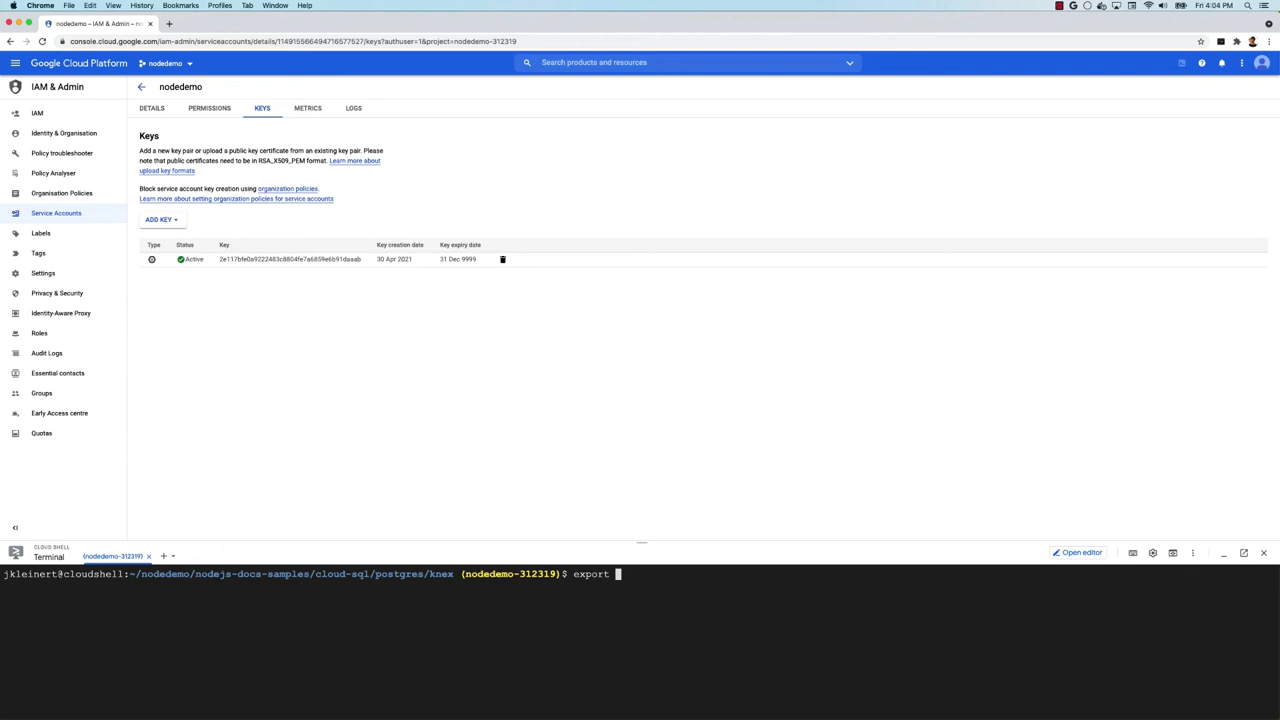 Chrome File Edit View History Bookmarks Profiles Tab Window Help
Fri 4:04 PM
nodedemo – IAM & Admin – no
console.cloud.google.com/iam-admin/serviceaccounts/details/114915566494716577527/keys?authuser=1&project=nodedemo-312319
Google Cloud Platform
nodedemo
Search products and resources
IAM & Admin
nodedemo
DETAILS PERMISSIONS KEYS METRICS LOGS
IAM
Identity & Organisation
Policy troubleshooter
Policy Analyser
Organisation Policies
Service Accounts
Labels
Tags
Settings
Privacy & Security
Identity-Aware Proxy
Roles
Audit Logs
Essential contacts
Groups
Early Access centre
Quotas
Keys
Add a new key pair or upload a public key certificate from an existing key pair. Please
note that public certificates need to be in RSA_X509_PEM format. Learn more about
upload key formats
Block service account key creation using organization policies.
Learn more about setting organization policies for service accounts
ADD KEY
Type Status Key Key creation date Key expiry date
Active 2e117bfe0a9222483c8804fe7a6859e6b91daaab 30 Apr 2021 31 Dec 9999
CLOUD SHELL
Terminal
(nodedemo-312319)
Open editor
jkleinert@cloudshell:~/nodedemo/nodejs-docs-samples/cloud-sql/postgres/knex (nodedemo-312319)$ export